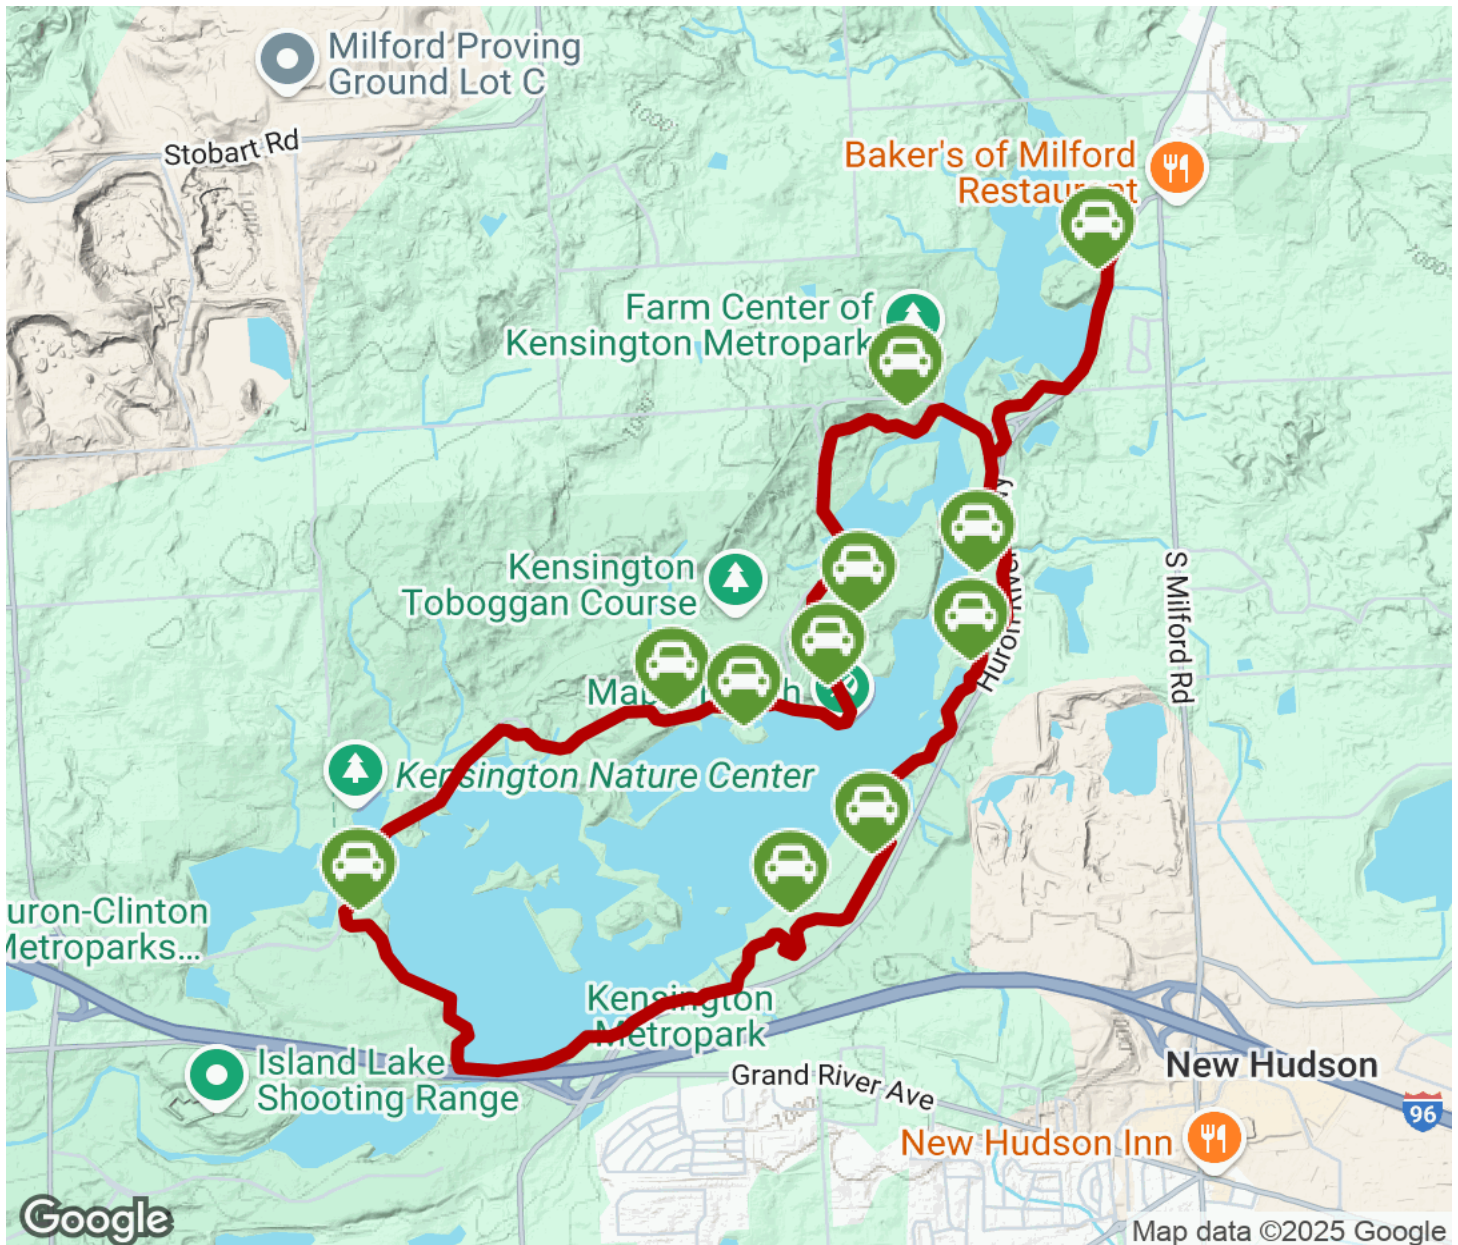 Milford Proving
Ground Lot C
Stobart Rd
Baker's of Milford
Restaurant
Farm Center of
Kensington Metropark
Kensington
Toboggan Course
S Milford Rd
Kensington Nature Center
uron-Clinton
Metroparks...
Kensington
Metropark
Island Lake
Shooting Range
Grand River Ave
New Hudson
96
New Hudson Inn
Google
Map data ©2025 Google